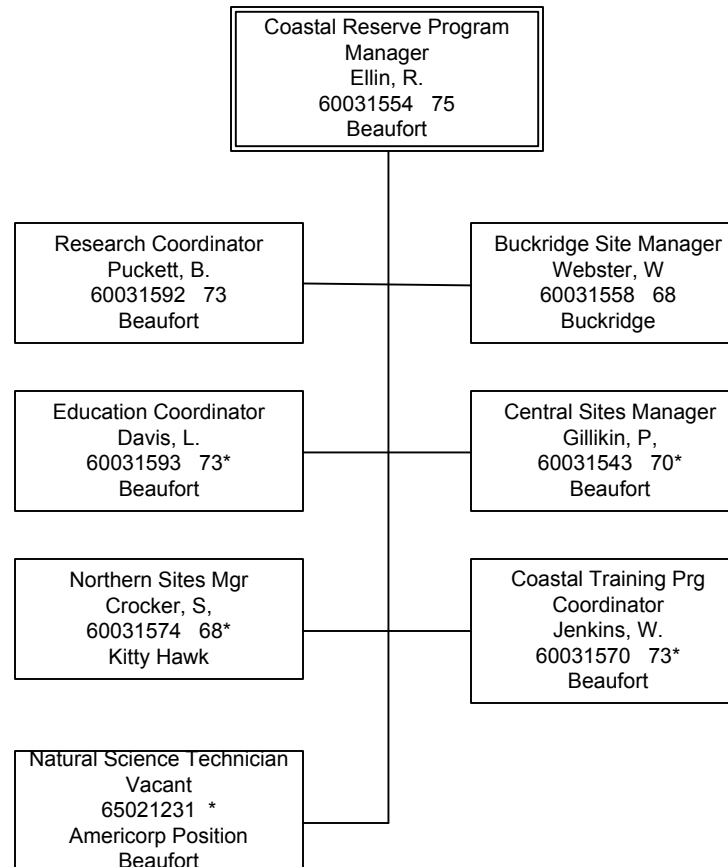 Coastal Reserve Program
Manager
Ellin, R.
60031554 75
Beaufort
Research Coordinator
Puckett, B.
60031592 73
Beaufort
Buckridge Site Manager
Webster, W
60031558 68
Buckridge
Education Coordinator
Davis, L.
60031593 73*
Beaufort
Central Sites Manager
Gillikin, P,
60031543 70*
Beaufort
Northern Sites Mgr
Crocker, S,
60031574 68*
Kitty Hawk
Coastal Training Prg
Coordinator
Jenkins, W.
60031570 73*
Beaufort
Natural Science Technician
Vacant
65021231 *
Americorp Position
Beaufort